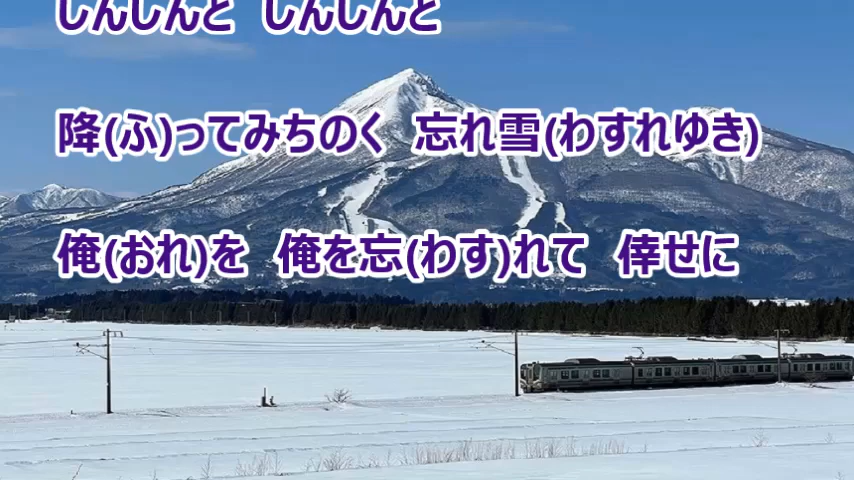 しんしんと　しんしんと
降(ふ)ってみちのく　忘れ雪(わすれゆき)
俺(おれ)を　俺を忘(わす)れて　倖せに